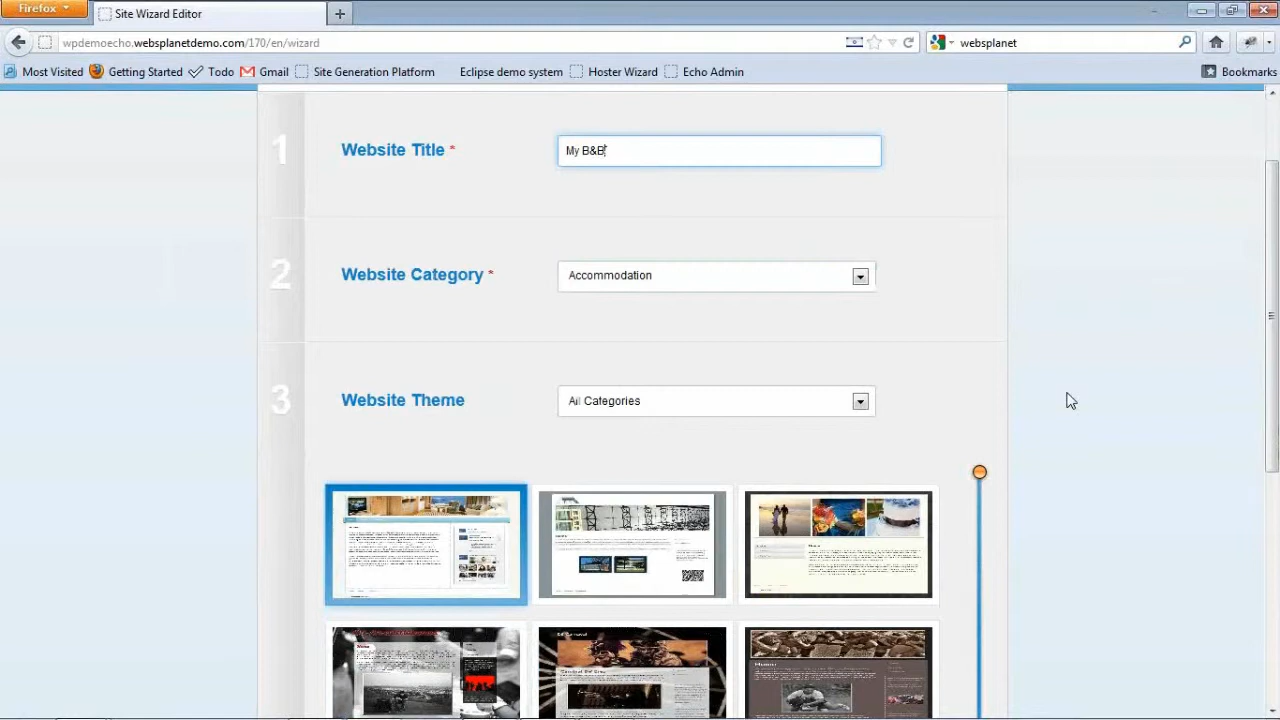 Firefox
Site Wizard Editor
wpdemoecho.websplanetdemo.com/170/en/wizard
websplanet
Most Visited
Getting Started
Todo
Gmail
Site Generation Platform
Eclipse demo system
Hoster Wizard
Echo Admin
Bookmarks
1
Website Title *
My B&B
2
Website Category *
Accommodation
3
Website Theme
All Categories